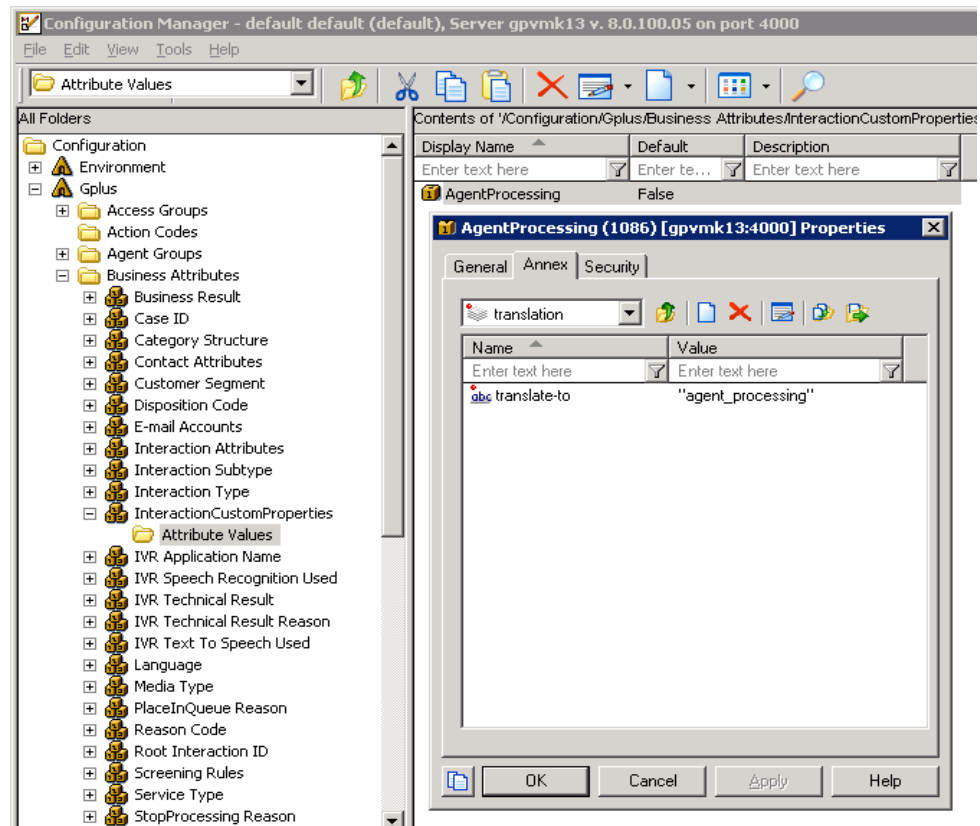 Configuration Manager - default default (default), Server gpvmk13 v. 8.0.100.05 on port 4000
File Edit View Tools Help
Attribute Values
All Folders
Configuration
Environment
Gplus
Access Groups
Action Codes
Agent Groups
Business Attributes
Business Result
Case ID
Category Structure
Contact Attributes
Customer Segment
Disposition Code
E-mail Accounts
Interaction Attributes
Interaction Subtype
Interaction Type
InteractionCustomProperties
Attribute Values
IVR Application Name
IVR Speech Recognition Used
IVR Technical Result
IVR Technical Result Reason
IVR Text To Speech Used
Language
Media Type
PlaceInQueue Reason
Reason Code
Root Interaction ID
Screening Rules
Service Type
StopProcessing Reason
Contents of '/Configuration/Gplus/Business Attributes/InteractionCustomProperties
Display Name Default Description
Enter text here Enter te... Enter text here
AgentProcessing False
AgentProcessing (1086) [gpvmk13:4000] Properties
General Annex Security
translation
Name Value
Enter text here Enter text here
abc translate-to "agent_processing"
OK Cancel Apply Help